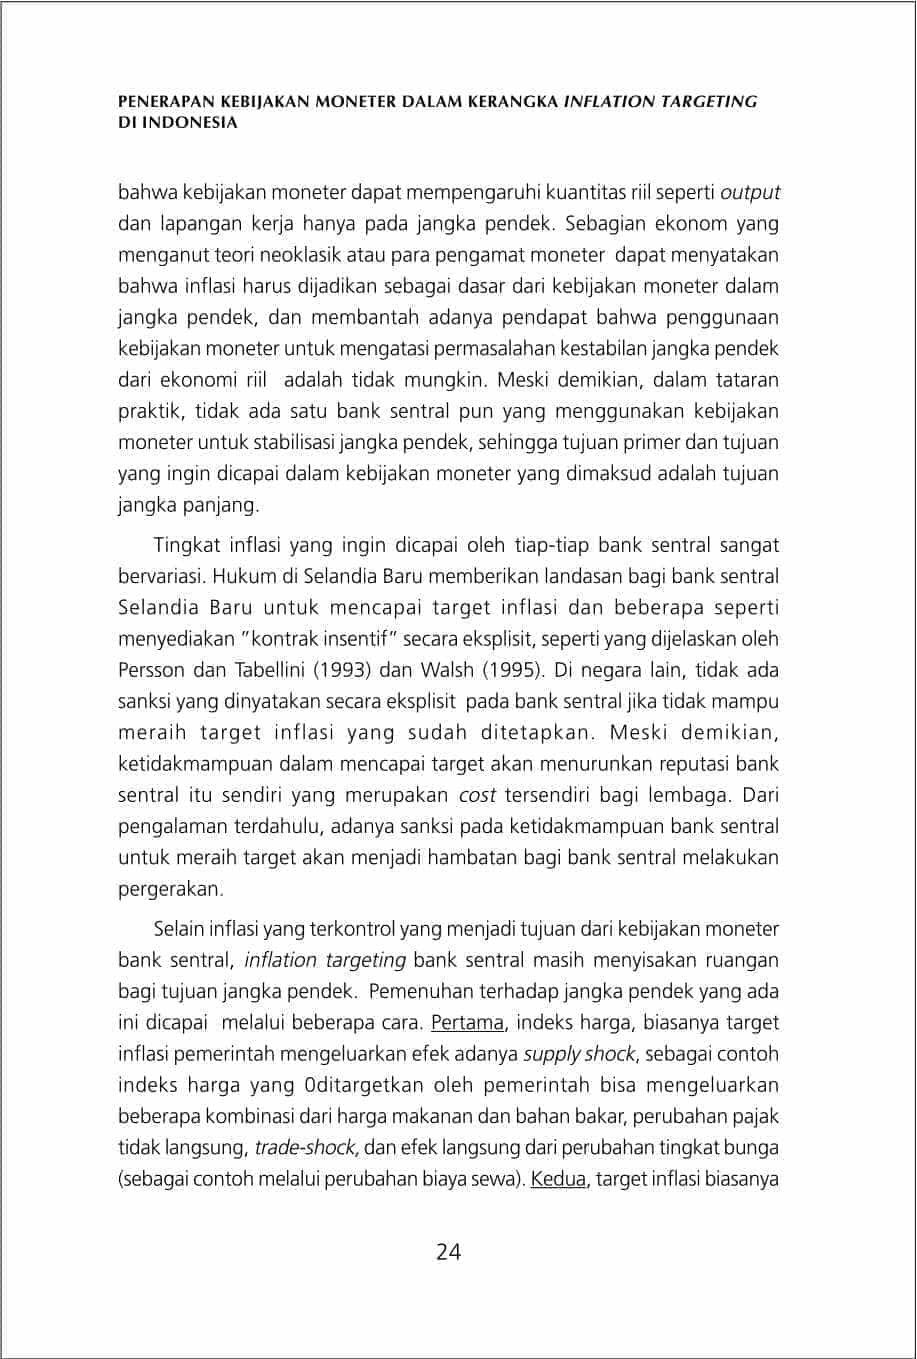 PENERAPAN KEBIJAKAN MONETER DALAM KERANGKA INFLATION TARGETING
DI INDONESIA
bahwa kebijakan moneter dapat mempengaruhi kuantitas riil seperti output
dan lapangan kerja hanya pada jangka pendek. Sebagian ekonom yang
menganut teori neoklasik atau para pengamat moneter dapat menyatakan
bahwa inflasi harus dijadikan sebagai dasar dari kebijakan moneter dalam
jangka pendek, dan membantah adanya pendapat bahwa penggunaan
kebijakan moneter untuk mengatasi permasalahan kestabilan jangka pendek
dari ekonomi riil adalah tidak mungkin. Meski demikian, dalam tataran
praktik, tidak ada satu bank sentral pun yang menggunakan kebijakan
moneter untuk stabilisasi jangka pendek, sehingga tujuan primer dan tujuan
yang ingin dicapai dalam kebijakan moneter yang dimaksud adalah tujuan
jangka panjang.
Tingkat inflasi yang ingin dicapai oleh tiap-tiap bank sentral sangat
bervariasi. Hukum di Selandia Baru memberikan landasan bagi bank sentral
Selandia Baru untuk mencapai target inflasi dan beberapa seperti
menyediakan ”kontrak insentif” secara eksplisit, seperti yang dijelaskan oleh
Persson dan Tabellini (1993) dan Walsh (1995). Di negara lain, tidak ada
sanksi yang dinyatakan secara eksplisit pada bank sentral jika tidak mampu
meraih target inflasi yang sudah ditetapkan. Meski demikian,
ketidakmampuan dalam mencapai target akan menurunkan reputasi bank
sentral itu sendiri yang merupakan cost tersendiri bagi lembaga. Dari
pengalaman terdahulu, adanya sanksi pada ketidakmampuan bank sentral
untuk meraih target akan menjadi hambatan bagi bank sentral melakukan
pergerakan.
Selain inflasi yang terkontrol yang menjadi tujuan dari kebijakan moneter
bank sentral, inflation targeting bank sentral masih menyisakan ruangan
bagi tujuan jangka pendek. Pemenuhan terhadap jangka pendek yang ada
ini dicapai melalui beberapa cara. Pertama, indeks harga, biasanya target
inflasi pemerintah mengeluarkan efek adanya supply shock, sebagai contoh
indeks harga yang 0ditargetkan oleh pemerintah bisa mengeluarkan
beberapa kombinasi dari harga makanan dan bahan bakar, perubahan pajak
tidak langsung, trade-shock, dan efek langsung dari perubahan tingkat bunga
(sebagai contoh melalui perubahan biaya sewa). Kedua, target inflasi biasanya
24